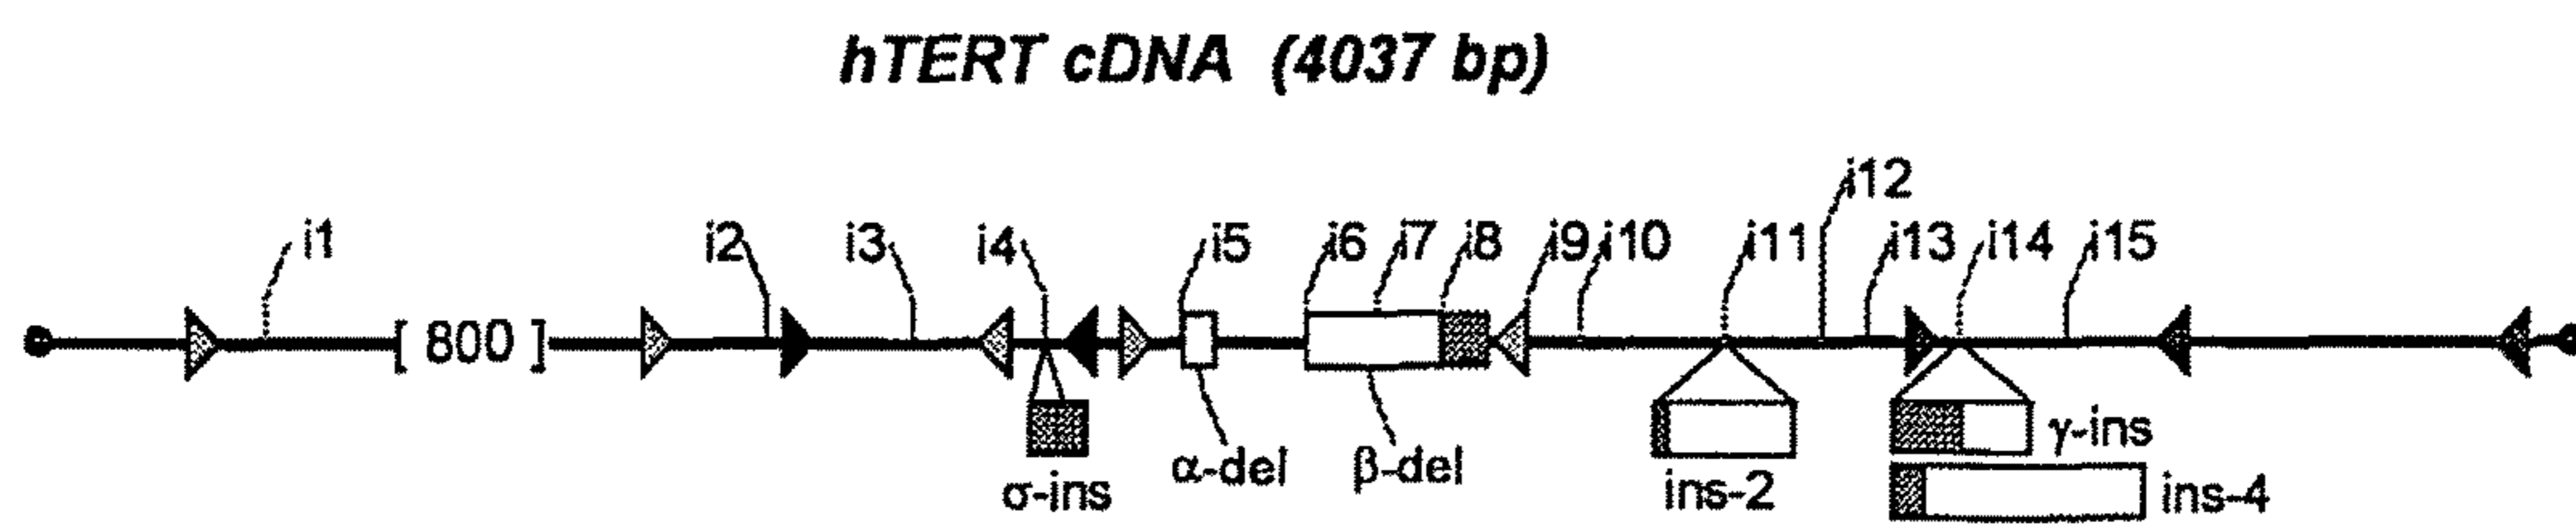 hTERT cDNA (4037 bp)
i12
i1 i2 i3 i4 i5 i6 i7 i8 i9 i10 i11 i13 i14 i15
[ 800 ]
σ-ins α-del β-del ins-2 γ-ins
ins-4